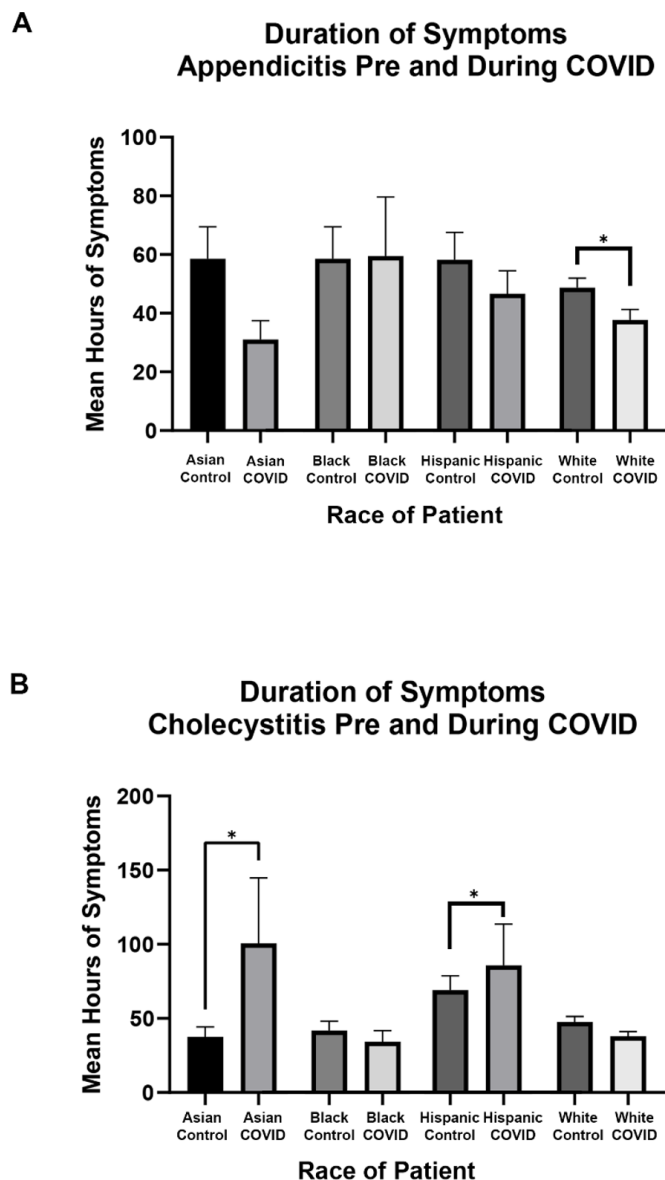 A
Duration of Symptoms
Appendicitis Pre and During COVID
Mean Hours of Symptoms
100
80
60
40
20
0
*
Asian Control
Asian COVID
Black Control
Black COVID
Hispanic Control
Hispanic COVID
White Control
White COVID
Race of Patient
B
Duration of Symptoms
Cholecystitis Pre and During COVID
Mean Hours of Symptoms
200
150
100
50
0
*
*
Asian Control
Asian COVID
Black Control
Black COVID
Hispanic Control
Hispanic COVID
White Control
White COVID
Race of Patient